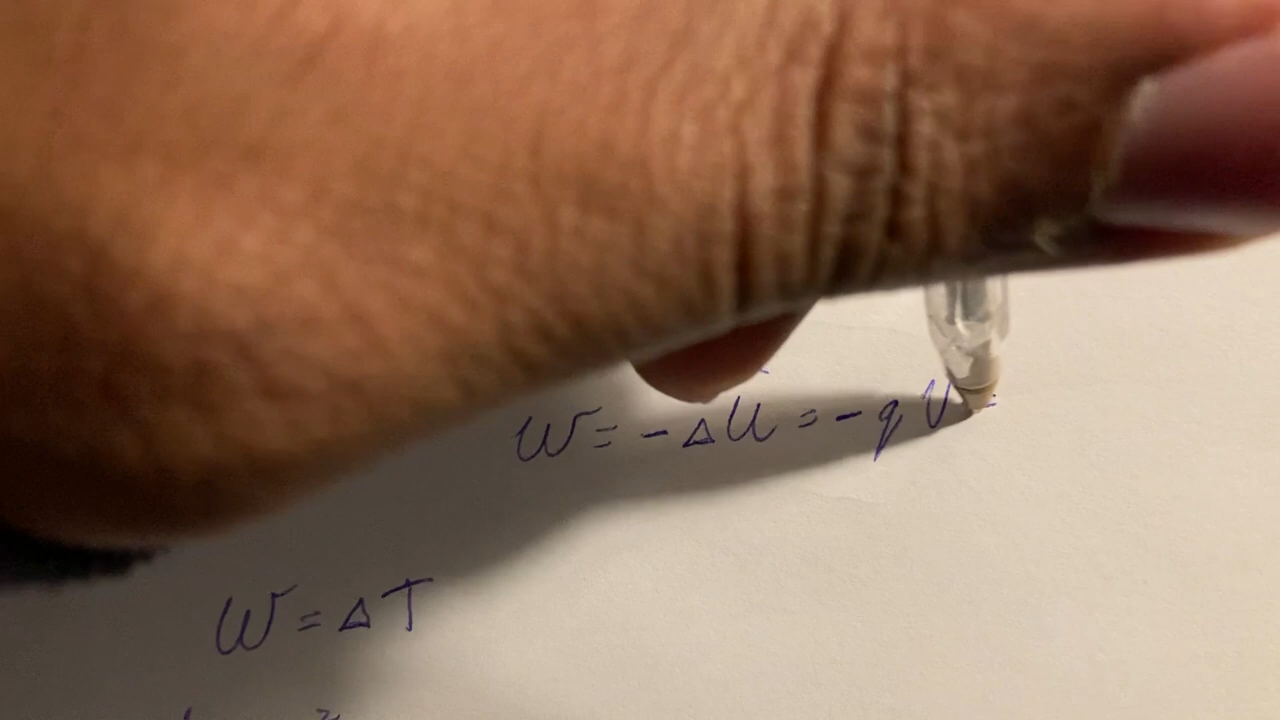 W = -ΔU = -qV =
W = ΔT